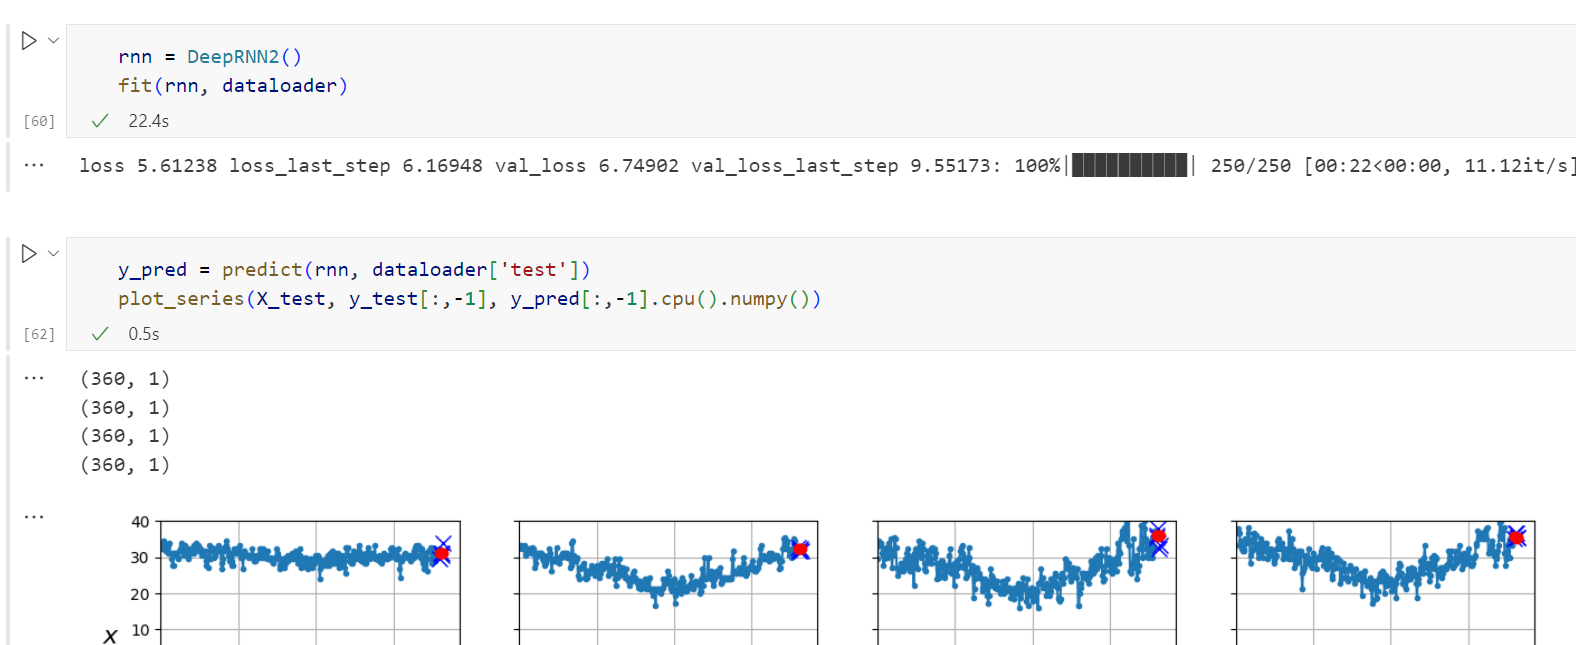 rnn = DeepRNN2()
fit(rnn, dataloader)
[60]
22.4s
loss 5.61238 loss_last_step 6.16948 val_loss 6.74902 val_loss_last_step 9.55173: 100%|██████████| 250/250 [00:22<00:00, 11.12it/s]
y_pred = predict(rnn, dataloader['test'])
plot_series(X_test, y_test[:,-1], y_pred[:,-1].cpu().numpy())
[62]
0.5s
(360, 1)
(360, 1)
(360, 1)
(360, 1)
40
30
20
10
x